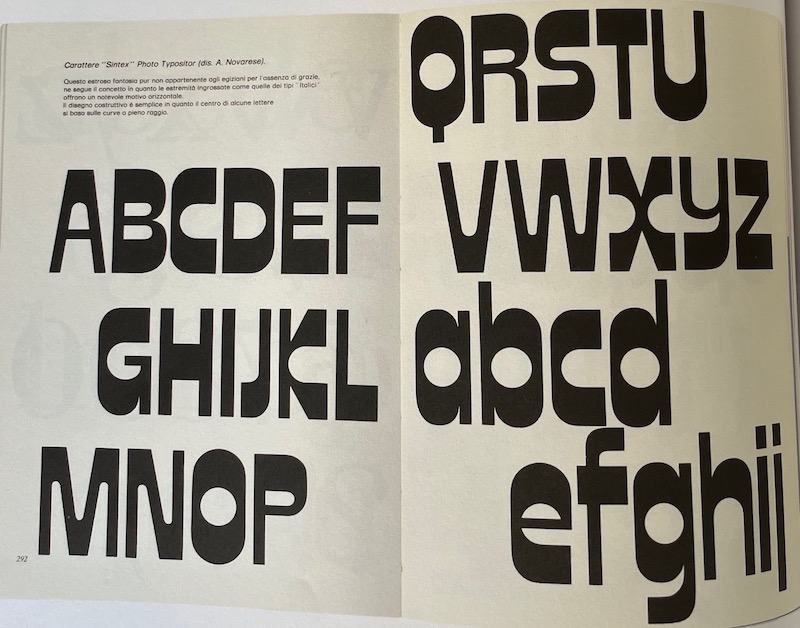 Carattere "Sintex" Photo Typositor (dis. A. Novarese).
Questo estrosa fantasia pur non appartenente agli egiziani per l'assenza di grazie,
ne segue il concetto in quanto le estremità ingrossate come quelle dei tipi "Italici"
offrono un notevole motivo orizzontale.
Il disegno costruttivo è semplice in quanto il centro di alcune lettere
si basa sulle curve a pieno raggio.
ABCDEF
GHIJKL
MNOP
292
QRSTU
VWXYZ
abcd
efghij